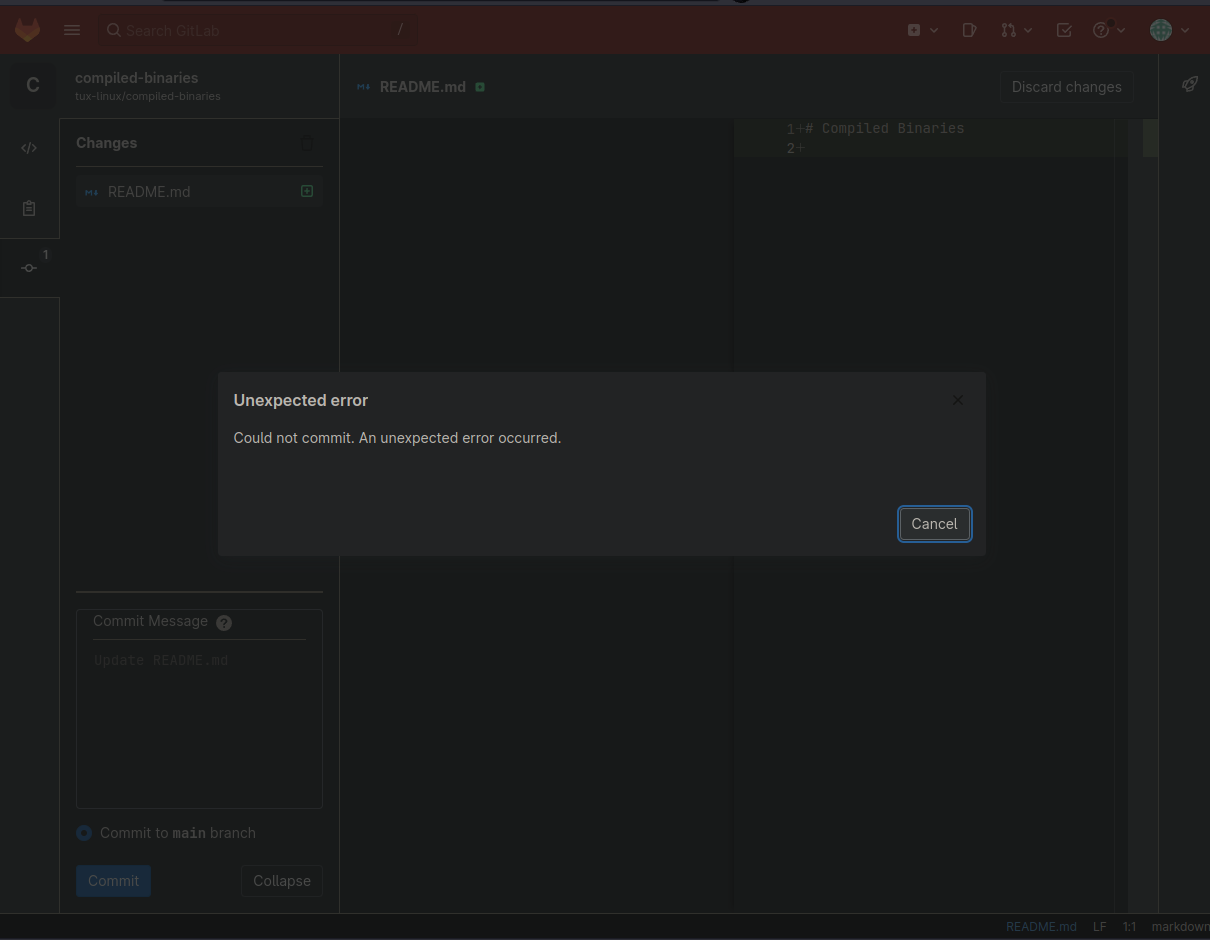 Search GitLab
/
C
compiled-binaries
tux-linux/compiled-binaries
README.md
Discard changes
Changes
README.md
1
1+# Compiled Binaries
2+
Unexpected error
Could not commit. An unexpected error occurred.
Cancel
Commit Message ?
Update README.md
Commit to main branch
Commit
Collapse
README.md LF 1:1 markdown